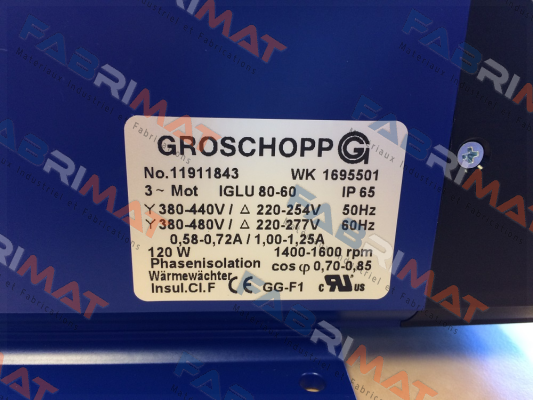 GROSCHOPP
No.11911843 WK 1695501
3~ Mot IGLU 80-60 IP 65
Y 380-440V / Δ 220-254V 50Hz
Y 380-480V / Δ 220-277V 60Hz
0,58-0,72A / 1,00-1,25A
120 W 1400-1600 rpm
Phasenisolation cos φ 0,70-0,85
Wärmewächter
Insul.Cl.F CE GG-F1 c RU us
FABRIMAT
FABRIMAT
FABRIMAT
FABRIMAT
FABRIMAT